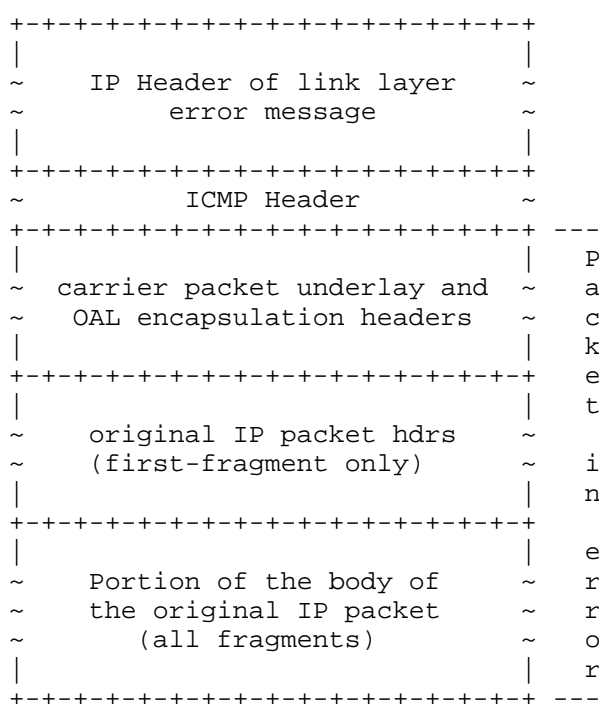 +-+-+-+-+-+-+-+-+-+-+-+-+-+
|                         |
~    IP Header of link layer    ~
~         error message         ~
|                         |
+-+-+-+-+-+-+-+-+-+-+-+-+-+
~          ICMP Header          ~
+-+-+-+-+-+-+-+-+-+-+-+-+-+ ---
|                         |   P
~  carrier packet underlay and  ~   a
~   OAL encapsulation headers   ~   c
|                         |   k
+-+-+-+-+-+-+-+-+-+-+-+-+-+   e
|                         |   t
~    original IP packet hdrs    ~
~    (first-fragment only)      ~   i
|                         |   n
+-+-+-+-+-+-+-+-+-+-+-+-+-+
|                         |   e
~    Portion of the body of     ~   r
~    the original IP packet     ~   r
~       (all fragments)         ~   o
|                         |   r
+-+-+-+-+-+-+-+-+-+-+-+-+-+ ---